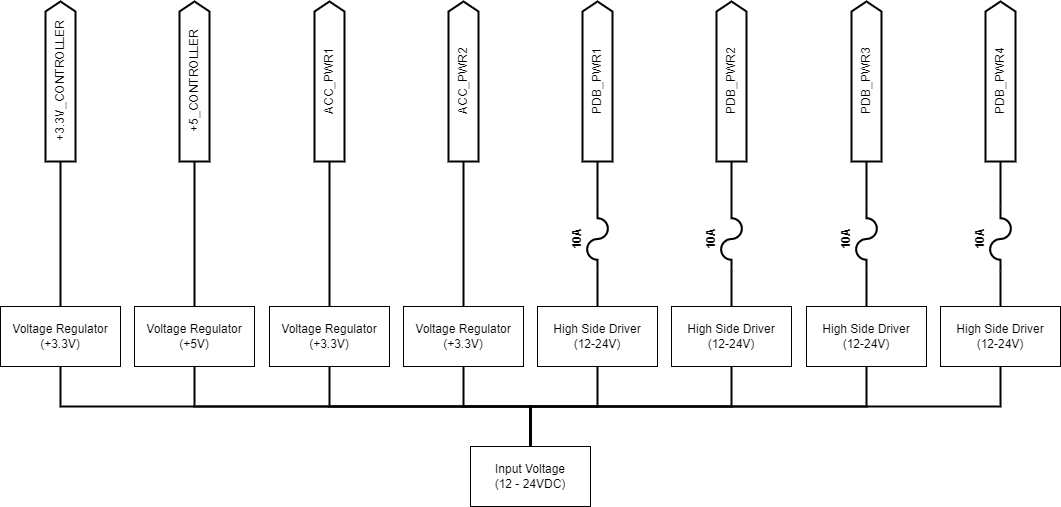 +3.3V_CONTROLLER
+5_CONTROLLER
ACC_PWR1
ACC_PWR2
PDB_PWR1
PDB_PWR2
PDB_PWR3
PDB_PWR4
10A
10A
10A
10A
Voltage Regulator
(+3.3V)
Voltage Regulator
(+5V)
Voltage Regulator
(+3.3V)
Voltage Regulator
(+3.3V)
High Side Driver
(12-24V)
High Side Driver
(12-24V)
High Side Driver
(12-24V)
High Side Driver
(12-24V)
Input Voltage
(12 - 24VDC)